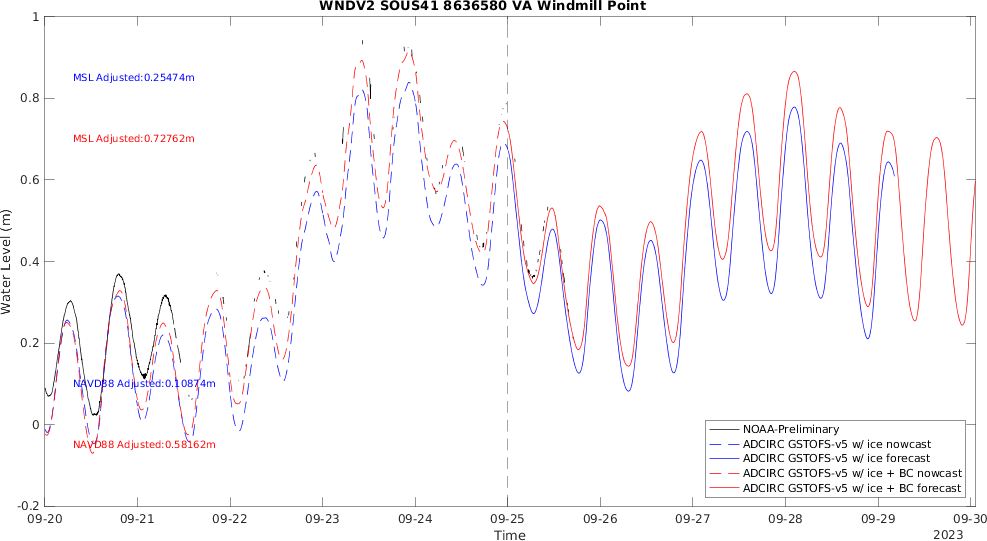 WNDV2 SOUS41 8636580 VA Windmill Point
1
0.8
0.6
0.4
0.2
0
-0.2
Water Level (m)
MSL Adjusted:0.25474m
MSL Adjusted:0.72762m
NAVD88 Adjusted:0.10874m
NAVD88 Adjusted:0.58162m
NOAA-Preliminary
ADCIRC GSTOFS-v5 w/ ice nowcast
ADCIRC GSTOFS-v5 w/ ice forecast
ADCIRC GSTOFS-v5 w/ ice + BC nowcast
ADCIRC GSTOFS-v5 w/ ice + BC forecast
09-20 09-21 09-22 09-23 09-24 09-25 09-26 09-27 09-28 09-29 09-30
Time
2023